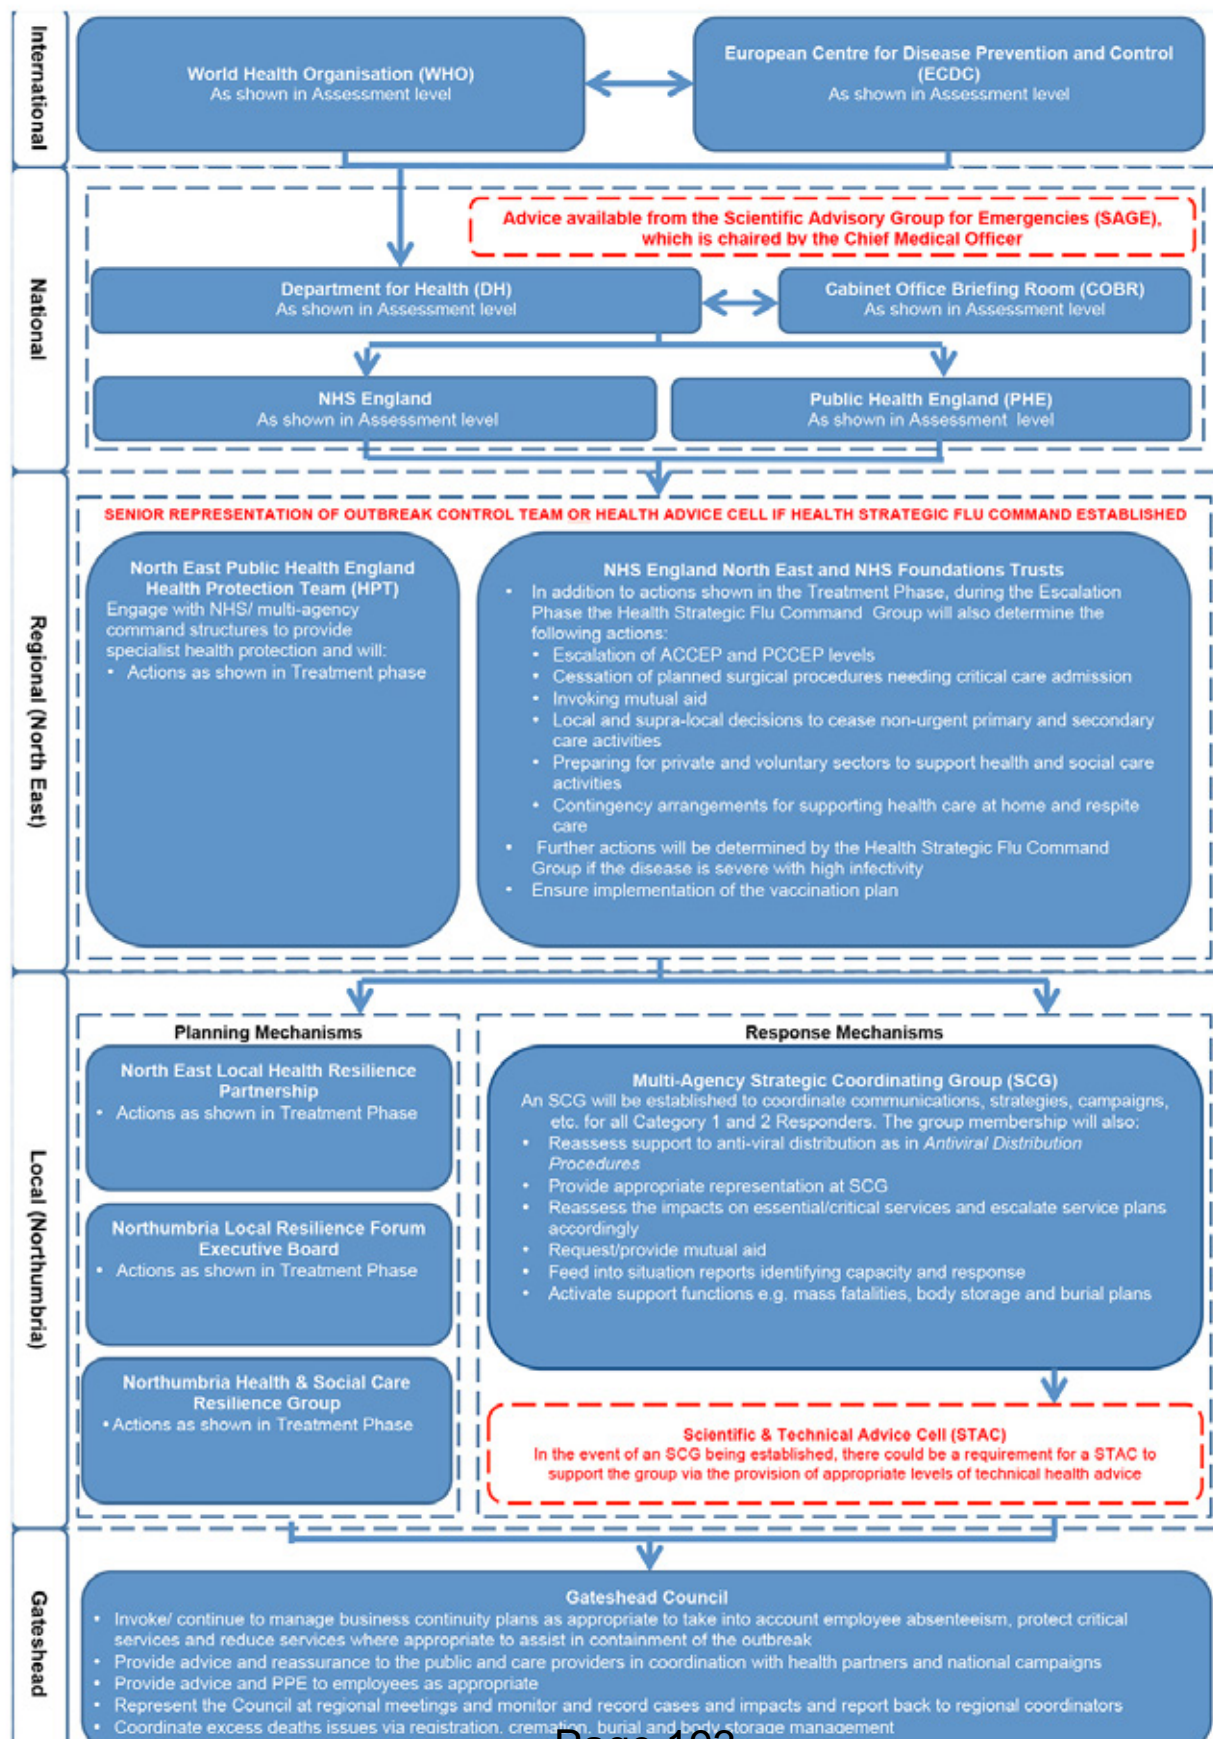 International
World Health Organisation (WHO)
As shown in Assessment level
European Centre for Disease Prevention and Control
(ECDC)
As shown in Assessment level
National
Advice available from the Scientific Advisory Group for Emergencies (SAGE),
which is chaired by the Chief Medical Officer
Department for Health (DH)
As shown in Assessment level
Cabinet Office Briefing Room (COBR)
As shown in Assessment level
NHS England
As shown in Assessment level
Public Health England (PHE)
As shown in Assessment level
Regional (North East)
SENIOR REPRESENTATION OF OUTBREAK CONTROL TEAM OR HEALTH ADVICE CELL IF HEALTH STRATEGIC FLU COMMAND ESTABLISHED
North East Public Health England
Health Protection Team (HPT)
Engage with NHS/ multi-agency
command structures to provide
specialist health protection and will:
• Actions as shown in Treatment phase
NHS England North East and NHS Foundations Trusts
• In addition to actions shown in the Treatment Phase, during the Escalation
Phase the Health Strategic Flu Command Group will also determine the
following actions:
• Escalation of ACCEP and PCCEP levels
• Cessation of planned surgical procedures needing critical care admission
• Invoking mutual aid
• Local and supra-local decisions to cease non-urgent primary and secondary
care activities
• Preparing for private and voluntary sectors to support health and social care
activities
• Contingency arrangements for supporting health care at home and respite
care
• Further actions will be determined by the Health Strategic Flu Command
Group if the disease is severe with high infectivity
• Ensure implementation of the vaccination plan
Local (Northumbria)
Planning Mechanisms
North East Local Health Resilience
Partnership
• Actions as shown in Treatment Phase
Northumbria Local Resilience Forum
Executive Board
• Actions as shown in Treatment Phase
Northumbria Health & Social Care
Resilience Group
• Actions as shown in Treatment Phase
Response Mechanisms
Multi-Agency Strategic Coordinating Group (SCG)
An SCG will be established to coordinate communications, strategies, campaigns,
etc. for all Category 1 and 2 Responders. The group membership will also:
• Reassess support to anti-viral distribution as in Antiviral Distribution
Procedures
• Provide appropriate representation at SCG
• Reassess the impacts on essential/critical services and escalate service plans
accordingly
• Request/provide mutual aid
• Feed into situation reports identifying capacity and response
• Activate support functions e.g. mass fatalities, body storage and burial plans
Scientific & Technical Advice Cell (STAC)
In the event of an SCG being established, there could be a requirement for a STAC to
support the group via the provision of appropriate levels of technical health advice
Gateshead
Gateshead Council
• Invoke/ continue to manage business continuity plans as appropriate to take into account employee absenteeism, protect critical
services and reduce services where appropriate to assist in containment of the outbreak
• Provide advice and reassurance to the public and care providers in coordination with health partners and national campaigns
• Provide advice and PPE to employees as appropriate
• Represent the Council at regional meetings and monitor and record cases and impacts and report back to regional coordinators
• Coordinate excess deaths issues via registration, cremation, burial and body storage management